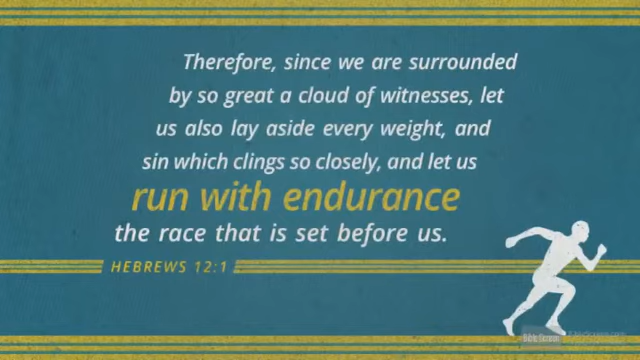 Therefore, since we are surrounded
by so great a cloud of witnesses, let
us also lay aside every weight, and
sin which clings so closely, and let us
run with endurance
the race that is set before us.
HEBREWS 12:1
BibleScreen